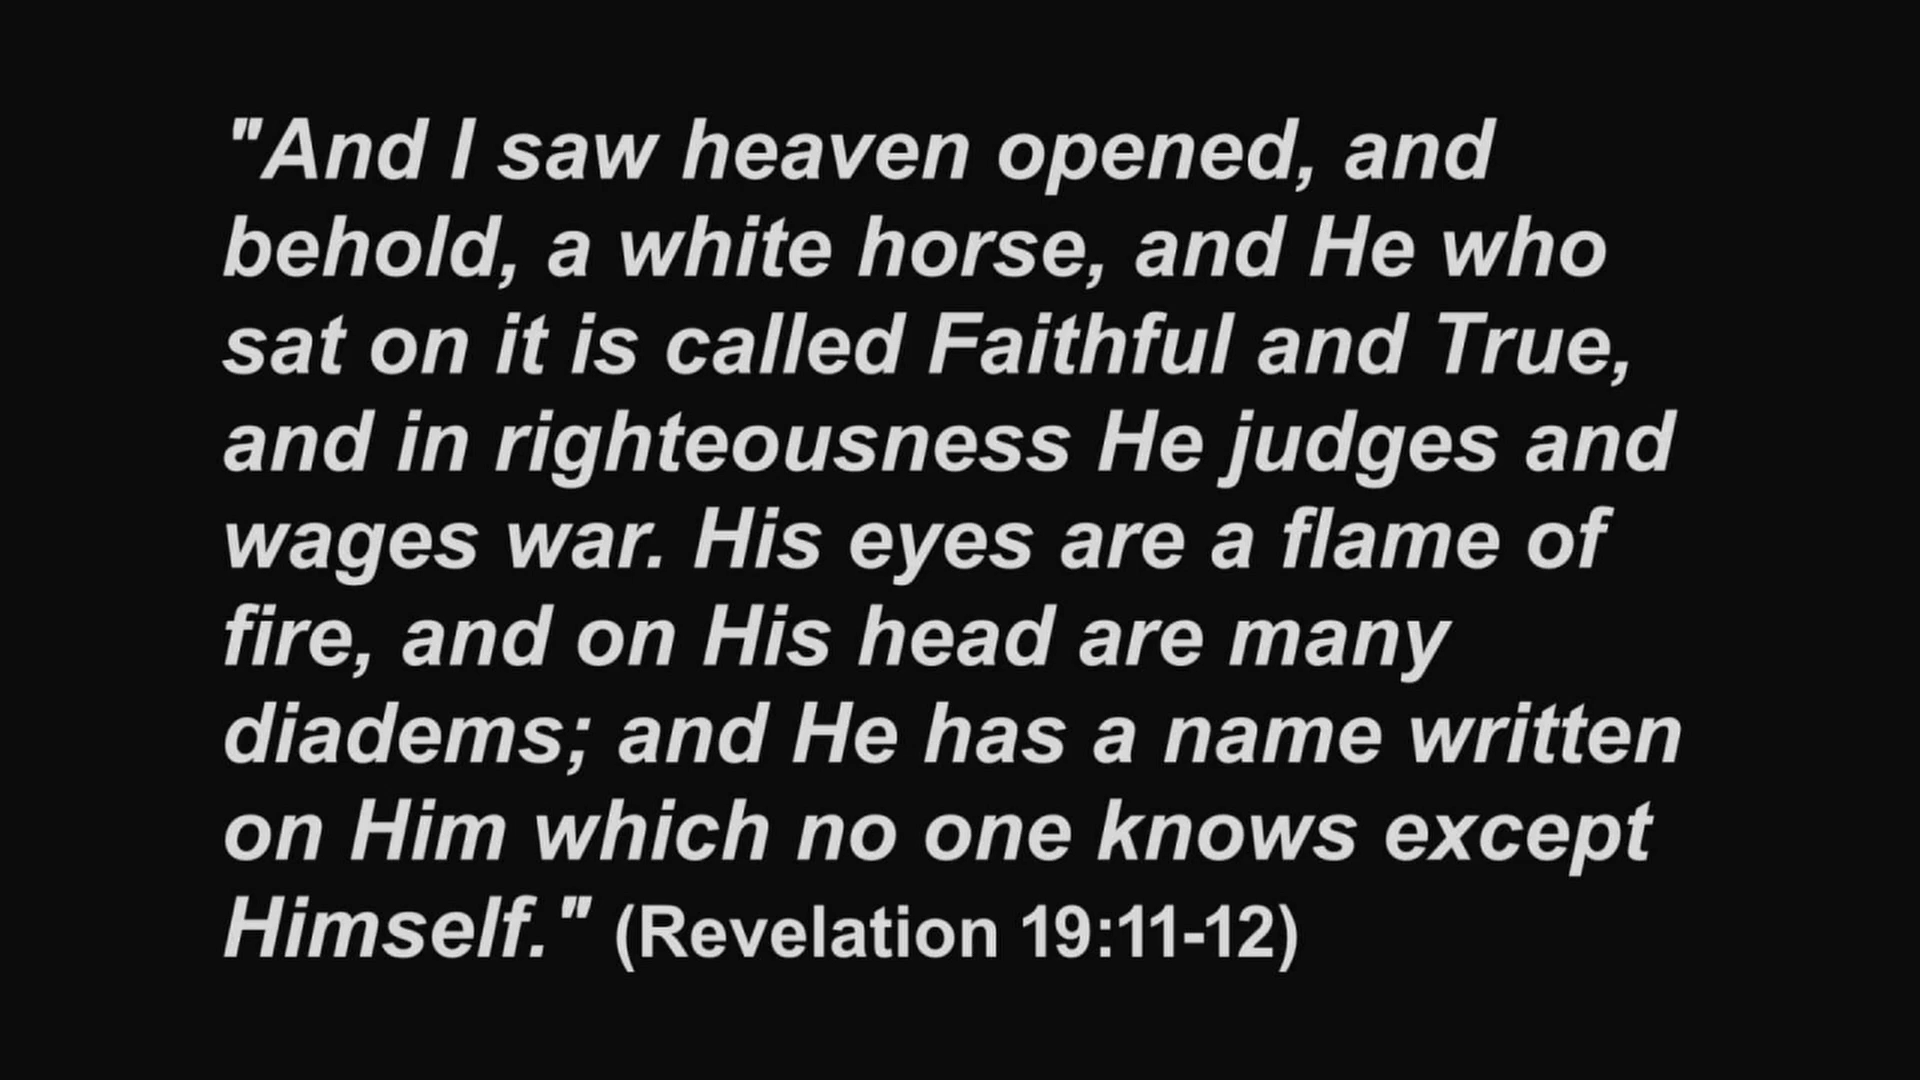 "And I saw heaven opened, and
behold, a white horse, and He who
sat on it is called Faithful and True,
and in righteousness He judges and
wages war. His eyes are a flame of
fire, and on His head are many
diadems; and He has a name written
on Him which no one knows except
Himself." (Revelation 19:11-12)